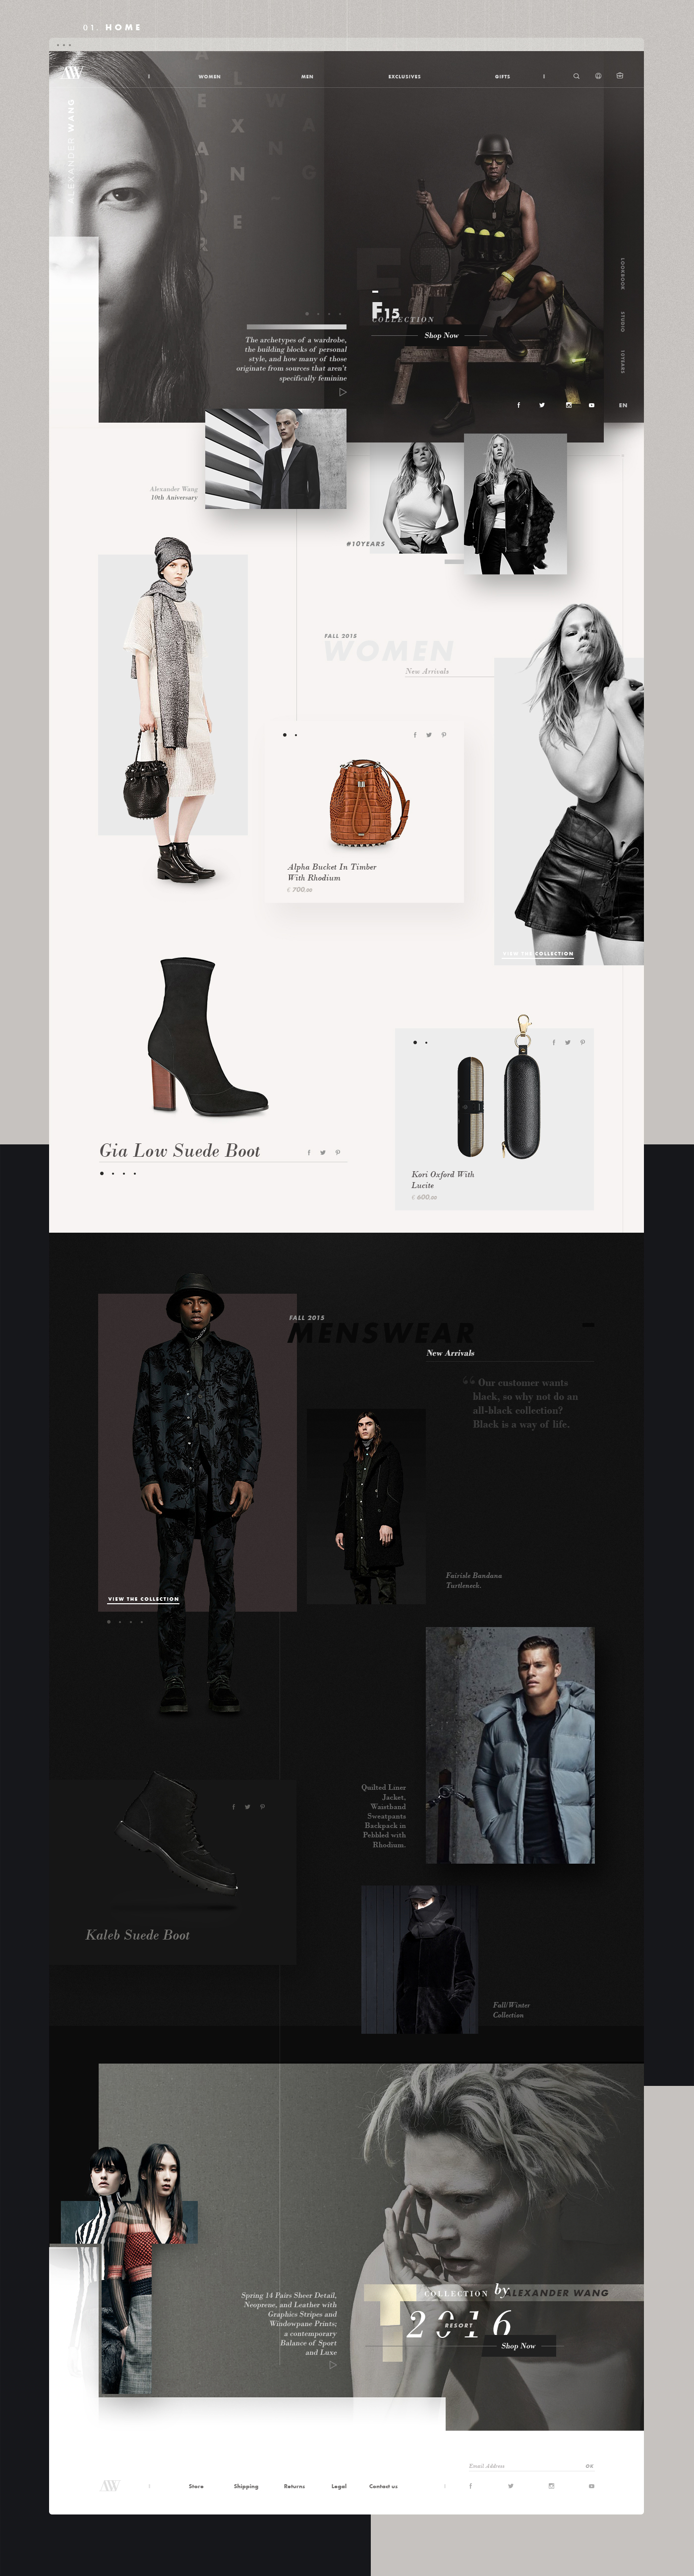 01. HOME
AW
WOMEN
MEN
EXCLUSIVES
GIFTS
ALEXANDER WANG
ALEXANDER
WANG
LOOKBOOK
STUDIO
10YEARS
F15
COLLECTION
Shop Now
The archetypes of a wardrobe,
the building blocks of personal
style, and how many of those
originate from sources that aren't
specifically feminine
EN
Alexander Wang
10th Aniversary
#10YEARS
FALL 2015
WOMEN
New Arrivals
Alpha Bucket In Timber
With Rhodium
€ 700.00
VIEW THE COLLECTION
Gia Low Suede Boot
Kori Oxford With
Lucite
€ 600.00
FALL 2015
MENSWEAR
New Arrivals
“ Our customer wants
black, so why not do an
all-black collection?
Black is a way of life.
VIEW THE COLLECTION
Fairisle Bandana
Turtleneck.
Quilted Liner
Jacket,
Waistband
Sweatpants
Backpack in
Pebbled with
Rhodium.
Kaleb Suede Boot
Fall/Winter
Collection
Spring 14 Pairs Sheer Detail,
Neoprene, and Leather with
Graphics Stripes and
Windowpane Prints;
a contemporary
Balance of Sport
and Luxe
COLLECTION by ALEXANDER WANG
2016
RESORT
Shop Now
Email Address
OK
AW
Store
Shipping
Returns
Legal
Contact us